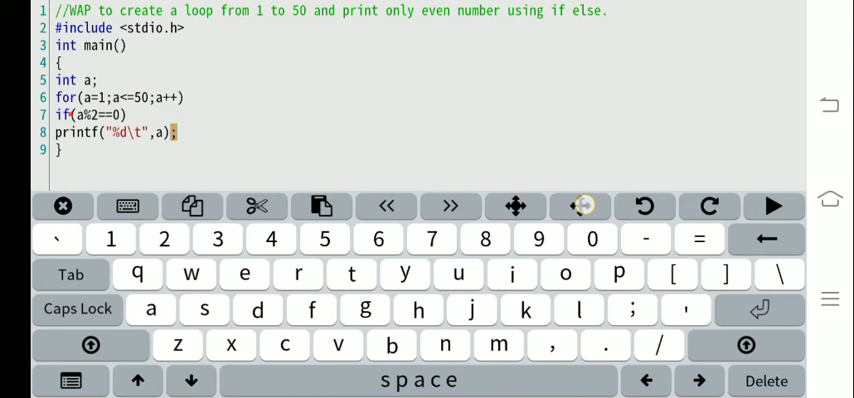 1 //WAP to create a loop from 1 to 50 and print only even number using if else.
2 #include <stdio.h>
3 int main()
4 {
5 int a;
6 for(a=1;a<=50;a++)
7 if(a%2==0)
8 printf("%d\t",a);
9 }
<< >>
` 1 2 3 4 5 6 7 8 9 0 - =
Tab q w e r t y u i o p [ ] \
Caps Lock a s d f g h j k l ; '
z x c v b n m , . /
space Delete